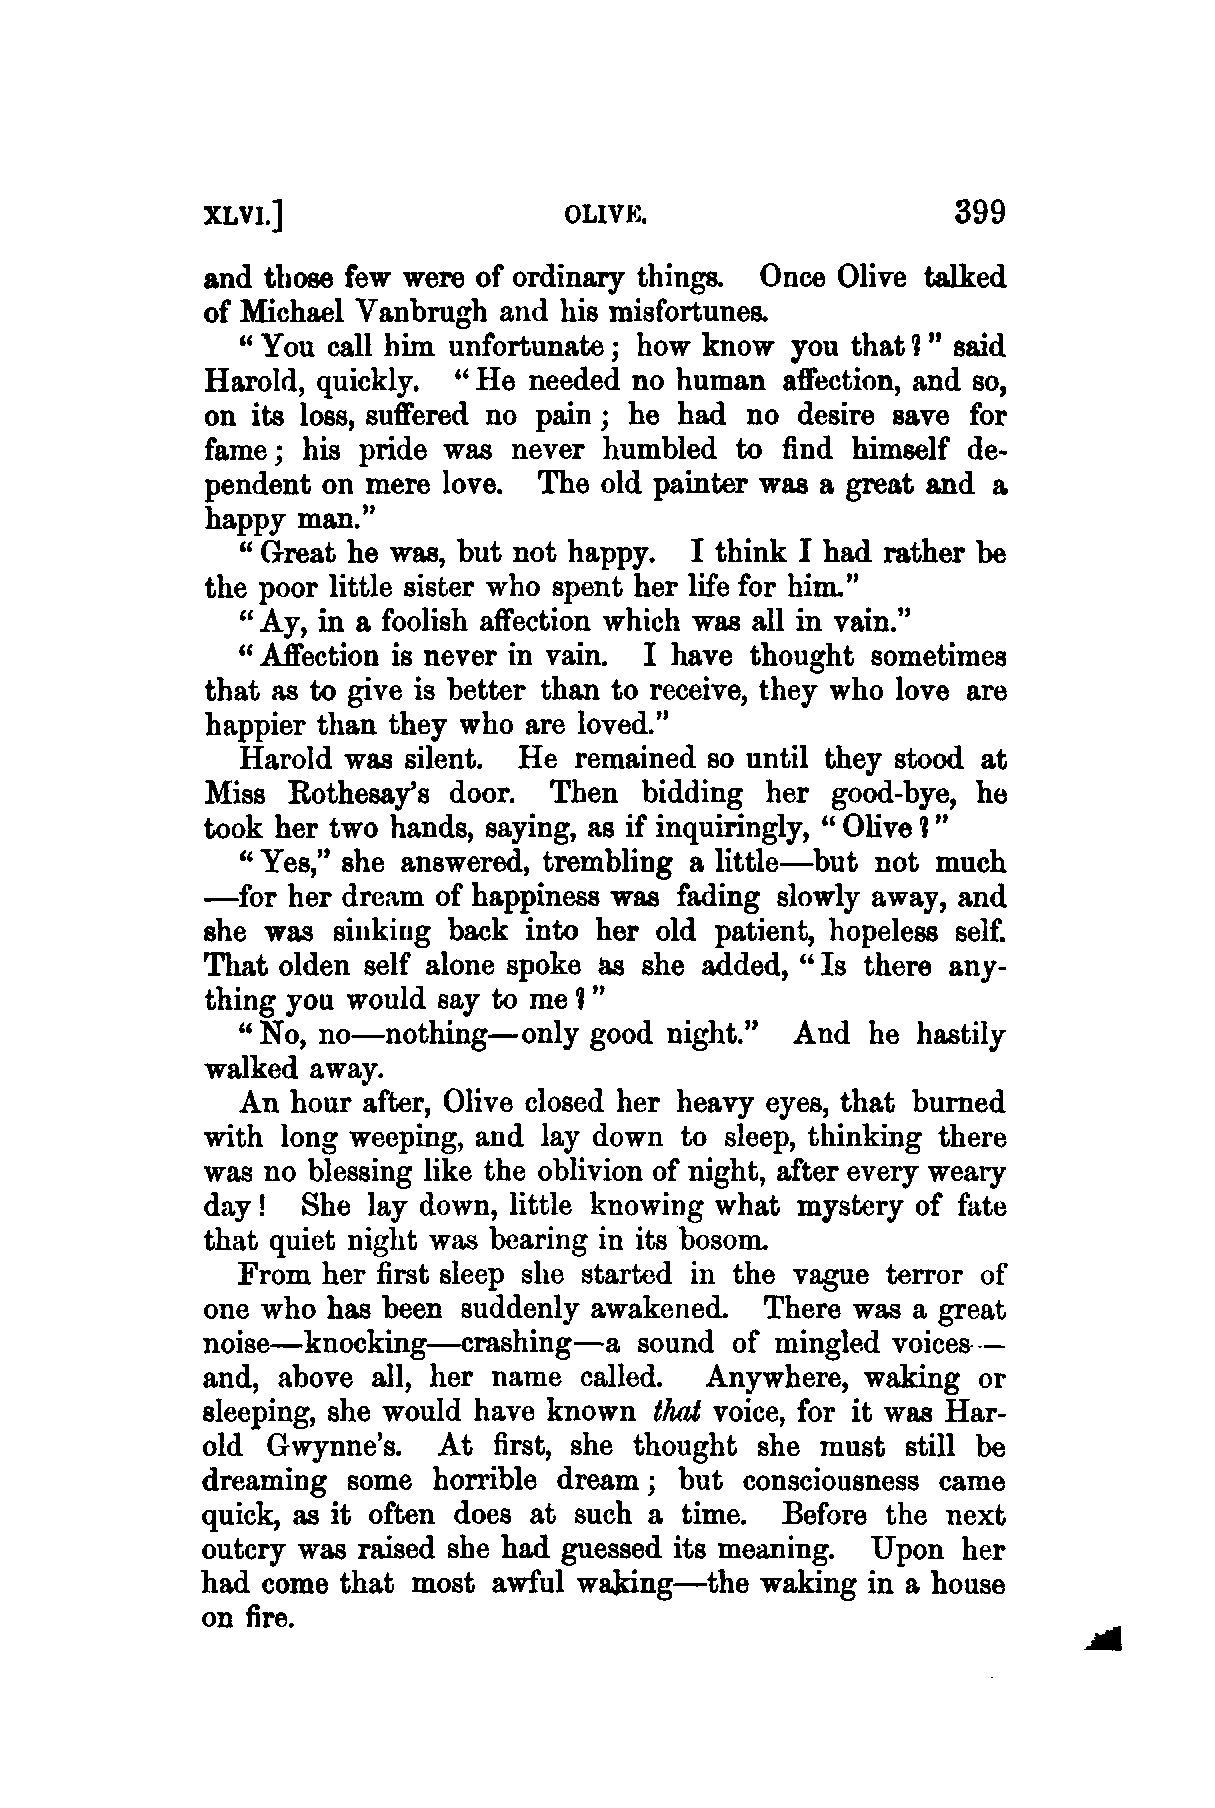 XLVI.] OLIVE. 399
and those few were of ordinary things. Once Olive talked
of Michael Vanbrugh and his misfortunes.
“ You call him unfortunate ; how know you that ? ” said
Harold, quickly. “ He needed no human affection, and so,
on its loss, suffered no pain ; he had no desire save for
fame ; his pride was never humbled to find himself de-
pendent on mere love. The old painter was a great and a
happy man.”
“ Great he was, but not happy. I think I had rather be
the poor little sister who spent her life for him.”
“ Ay, in a foolish affection which was all in vain.”
“ Affection is never in vain. I have thought sometimes
that as to give is better than to receive, they who love are
happier than they who are loved.”
Harold was silent. He remained so until they stood at
Miss Rothesay’s door. Then bidding her good-bye, he
took her two hands, saying, as if inquiringly, “ Olive ? ”
“ Yes,” she answered, trembling a little—but not much
—for her dream of happiness was fading slowly away, and
she was sinking back into her old patient, hopeless self.
That olden self alone spoke as she added, “ Is there any-
thing you would say to me ? ”
“ No, no—nothing—only good night.” And he hastily
walked away.
An hour after, Olive closed her heavy eyes, that burned
with long weeping, and lay down to sleep, thinking there
was no blessing like the oblivion of night, after every weary
day ! She lay down, little knowing what mystery of fate
that quiet night was bearing in its bosom.
From her first sleep she started in the vague terror of
one who has been suddenly awakened. There was a great
noise—knocking—crashing—a sound of mingled voices—
and, above all, her name called. Anywhere, waking or
sleeping, she would have known that voice, for it was Har-
old Gwynne’s. At first, she thought she must still be
dreaming some horrible dream ; but consciousness came
quick, as it often does at such a time. Before the next
outcry was raised she had guessed its meaning. Upon her
had come that most awful waking—the waking in a house
on fire.